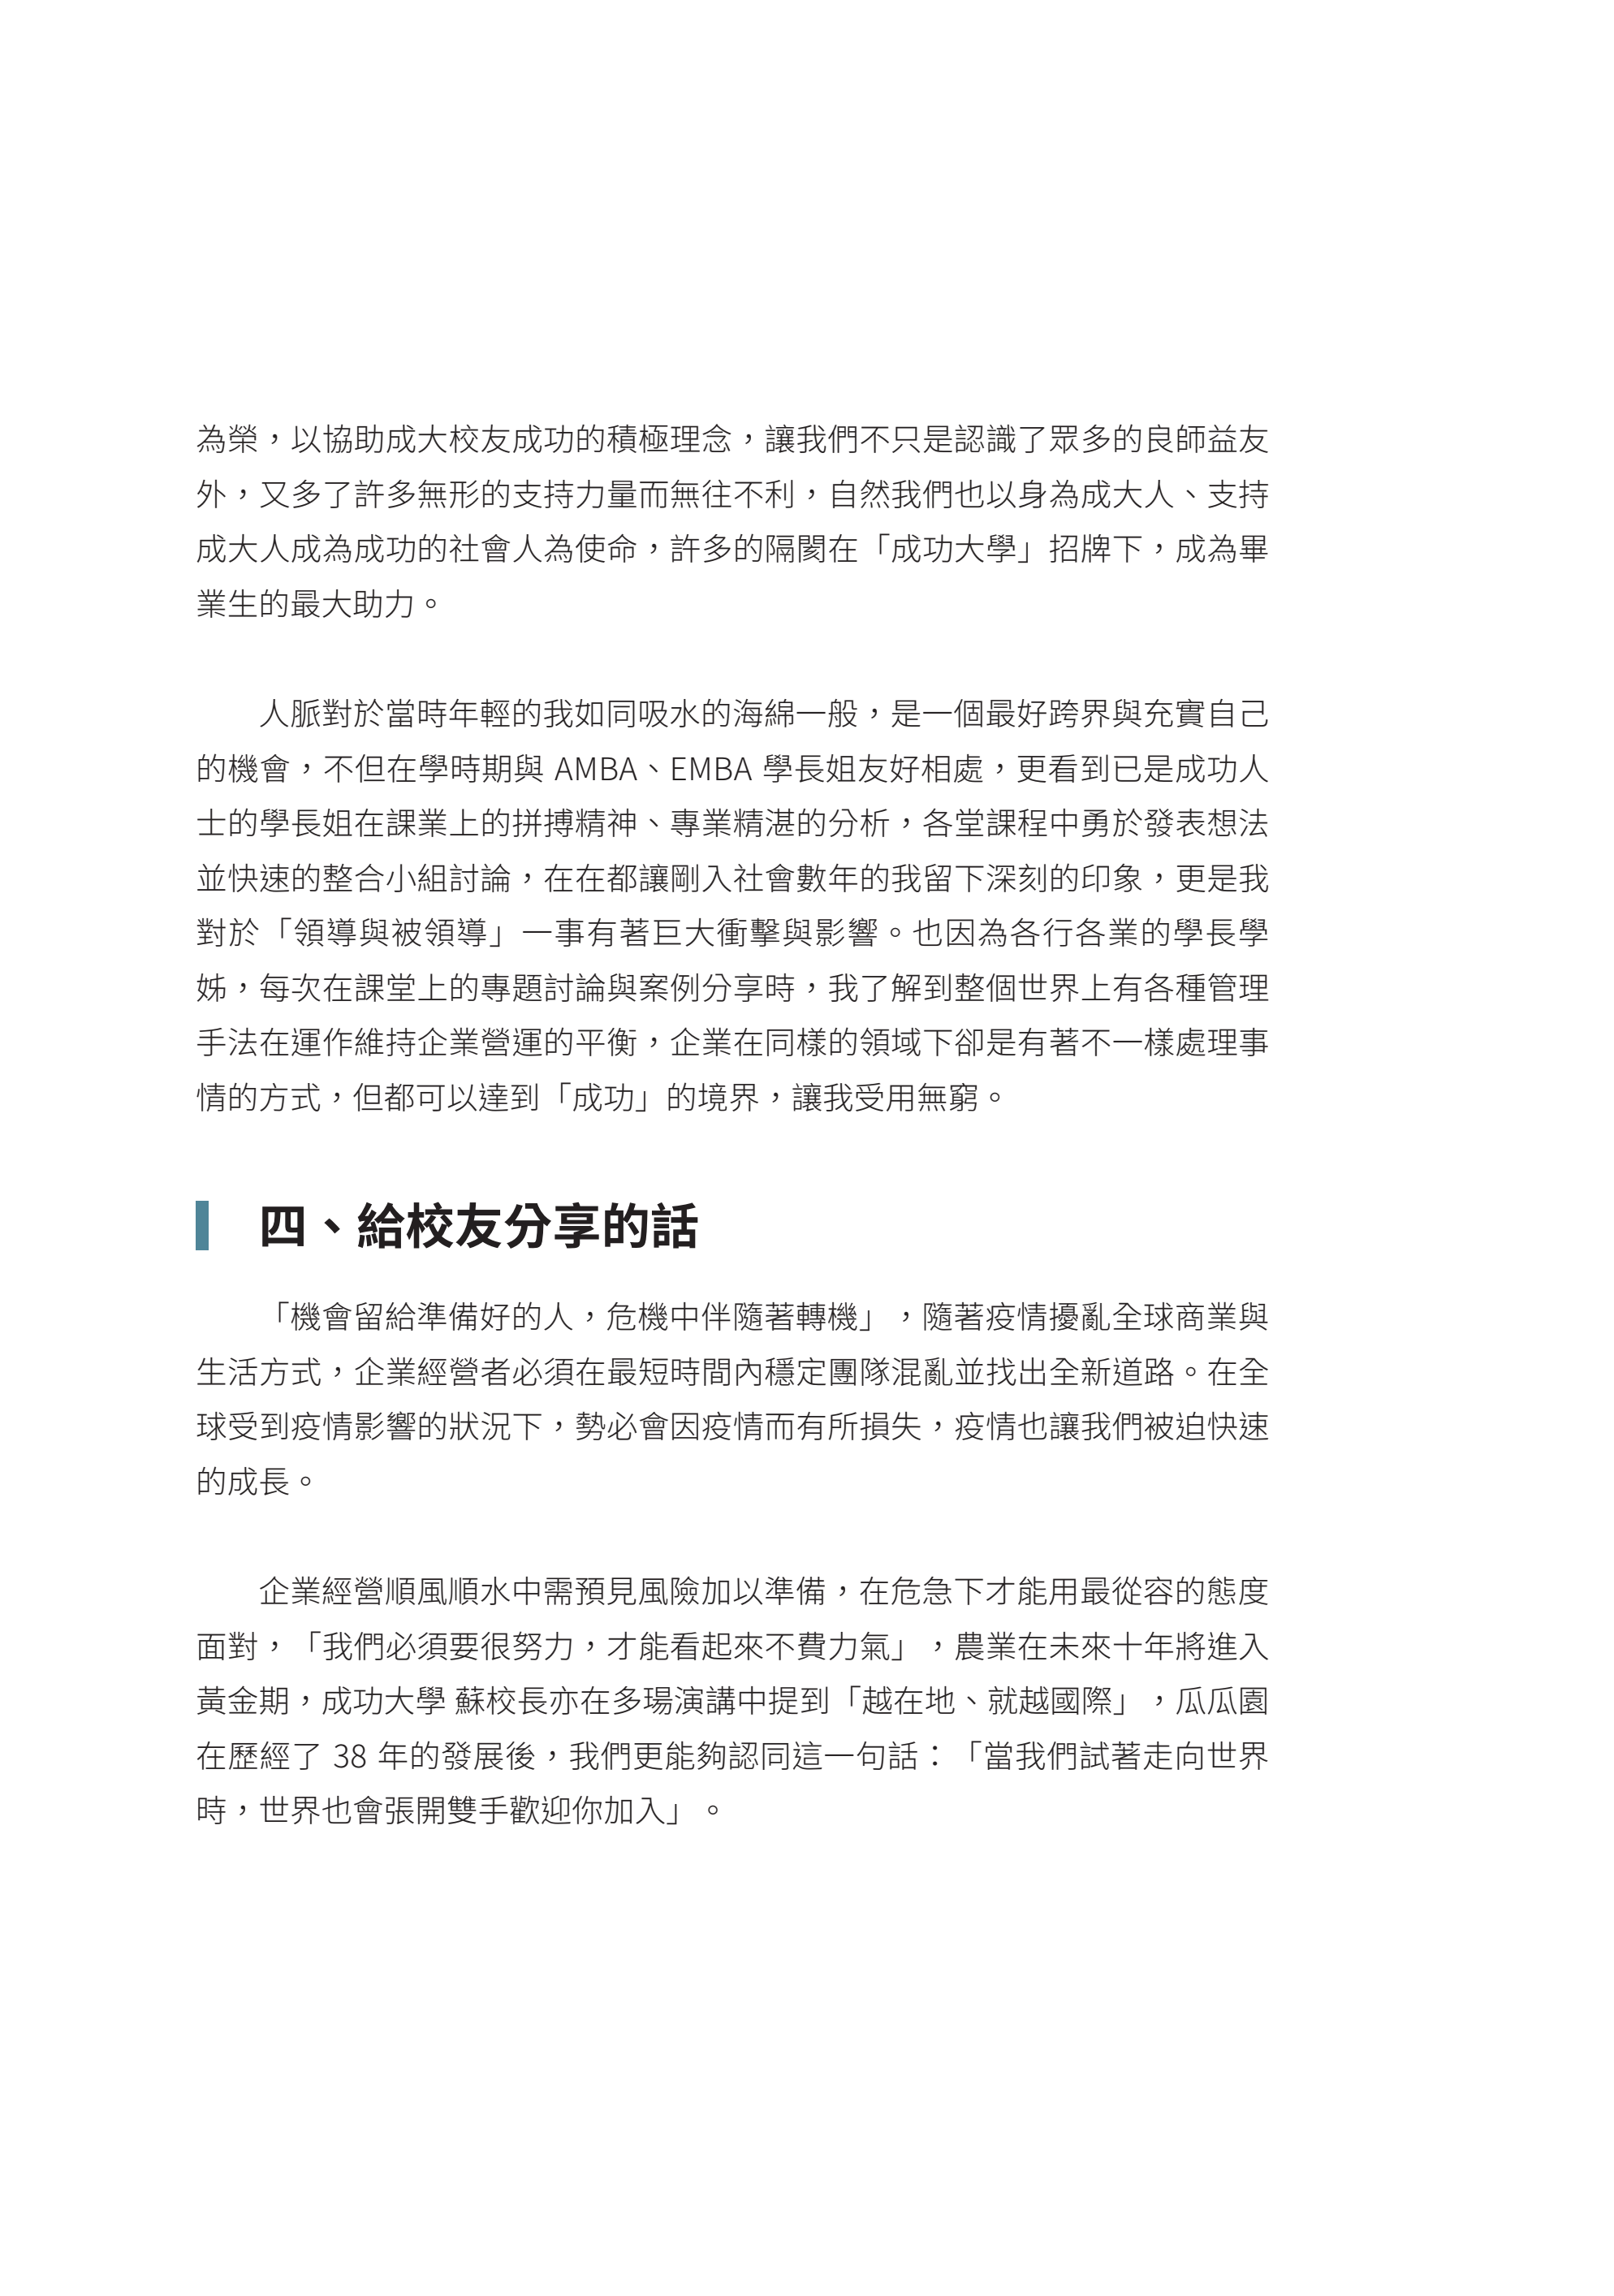 為榮，以協助成大校友成功的積極理念，讓我們不只是認識了眾多的良師益友
外，又多了許多無形的支持力量而無往不利，自然我們也以身為成大人、支持
成大人成為成功的社會人為使命，許多的隔閡在「成功大學」招牌下，成為畢
業生的最大助力。
人脈對於當時年輕的我如同吸水的海綿一般，是一個最好跨界與充實自己
的機會，不但在學時期與 AMBA、EMBA 學長姐友好相處，更看到已是成功人
士的學長姐在課業上的拼搏精神、專業精湛的分析，各堂課程中勇於發表想法
並快速的整合小組討論，在在都讓剛入社會數年的我留下深刻的印象，更是我
對於「領導與被領導」一事有著巨大衝擊與影響。也因為各行各業的學長學
姊，每次在課堂上的專題討論與案例分享時，我了解到整個世界上有各種管理
手法在運作維持企業營運的平衡，企業在同樣的領域下卻是有著不一樣處理事
情的方式，但都可以達到「成功」的境界，讓我受用無窮。
四、給校友分享的話
「機會留給準備好的人，危機中伴隨著轉機」，隨著疫情擾亂全球商業與
生活方式，企業經營者必須在最短時間內穩定團隊混亂並找出全新道路。在全
球受到疫情影響的狀況下，勢必會因疫情而有所損失，疫情也讓我們被迫快速
的成長。
企業經營順風順水中需預見風險加以準備，在危急下才能用最從容的態度
面對，「我們必須要很努力，才能看起來不費力氣」，農業在未來十年將進入
黃金期，成功大學 蘇校長亦在多瑒演講中提到「越在地、就越國際」，瓜瓜園
在歷經了 38 年的發展後，我們更能夠認同這一句話：「當我們試著走向世界
時，世界也會張開雙手歡迎你加入」。